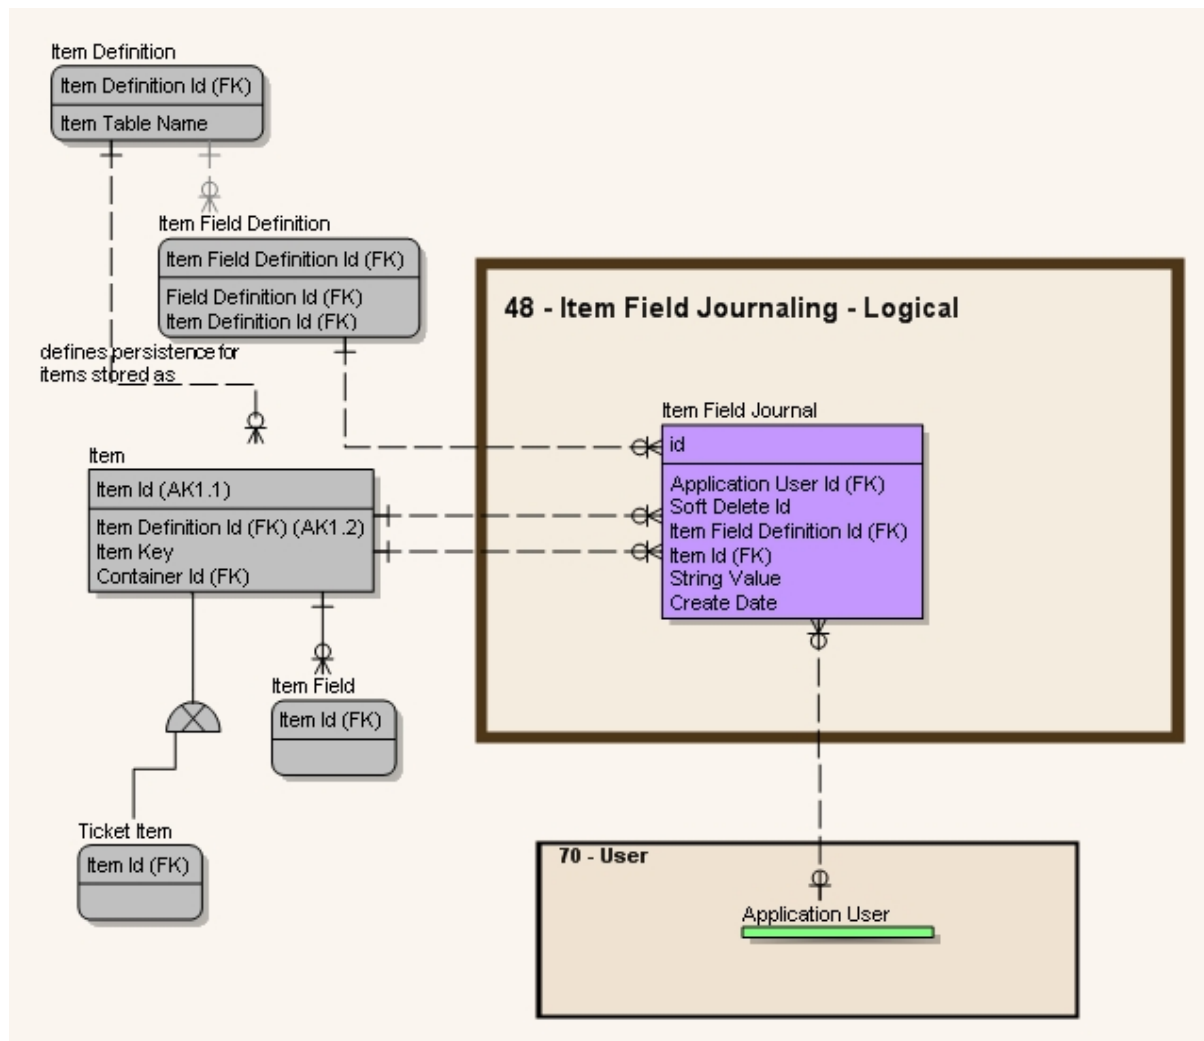 Item Definition
Item Definition Id (FK)
Item Table Name
Item Field Definition
Item Field Definition Id (FK)
Field Definition Id (FK)
Item Definition Id (FK)
defines persistence for
items stored as
Item
Item Id (AK1.1)
Item Definition Id (FK) (AK1.2)
Item Key
Container Id (FK)
Item Field
Item Id (FK)
Ticket Item
Item Id (FK)
48 - Item Field Journaling - Logical
Item Field Journal
id
Application User Id (FK)
Soft Delete Id
Item Field Definition Id (FK)
Item Id (FK)
String Value
Create Date
70 - User
Application User